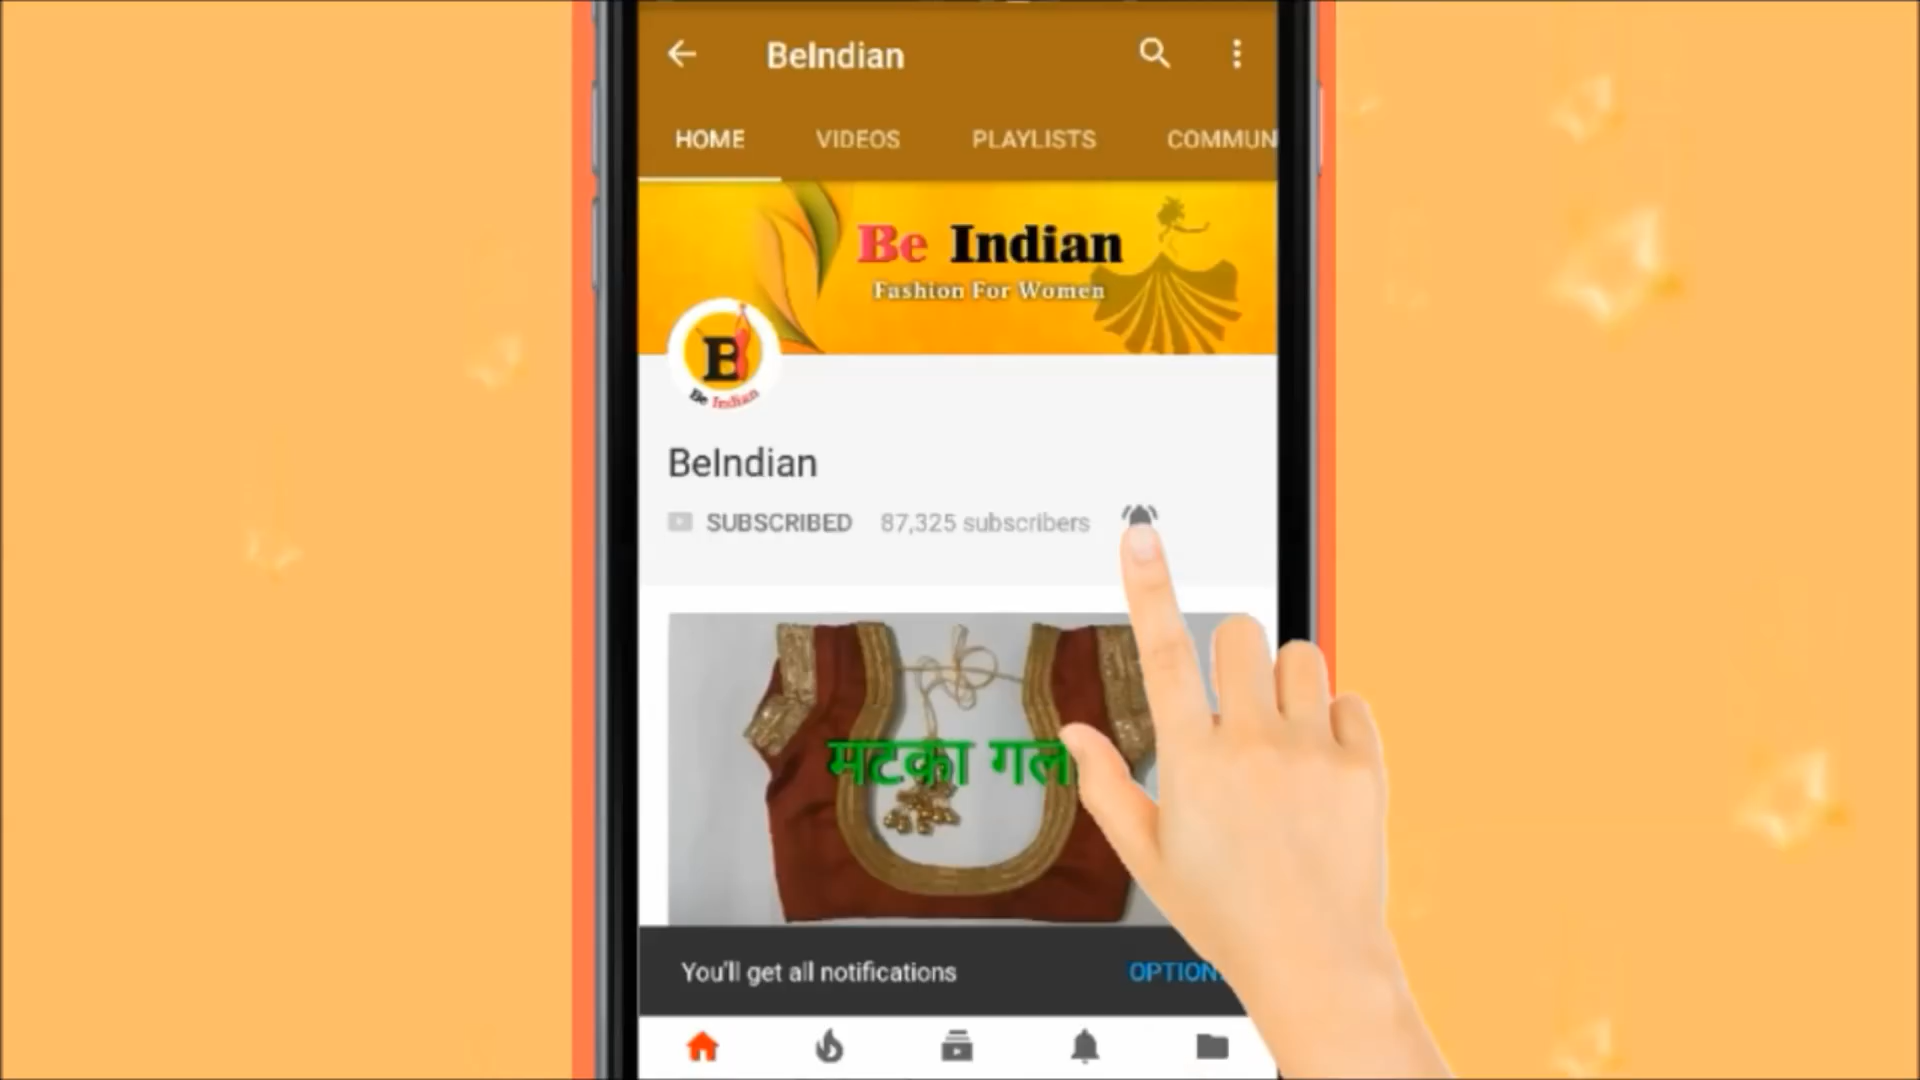 BeIndian
HOME VIDEOS PLAYLISTS COMMUN
Be Indian
Fashion For Women
B
Be Indian
BeIndian
SUBSCRIBED 87,325 subscribers
मटका गल
You'll get all notifications OPTION